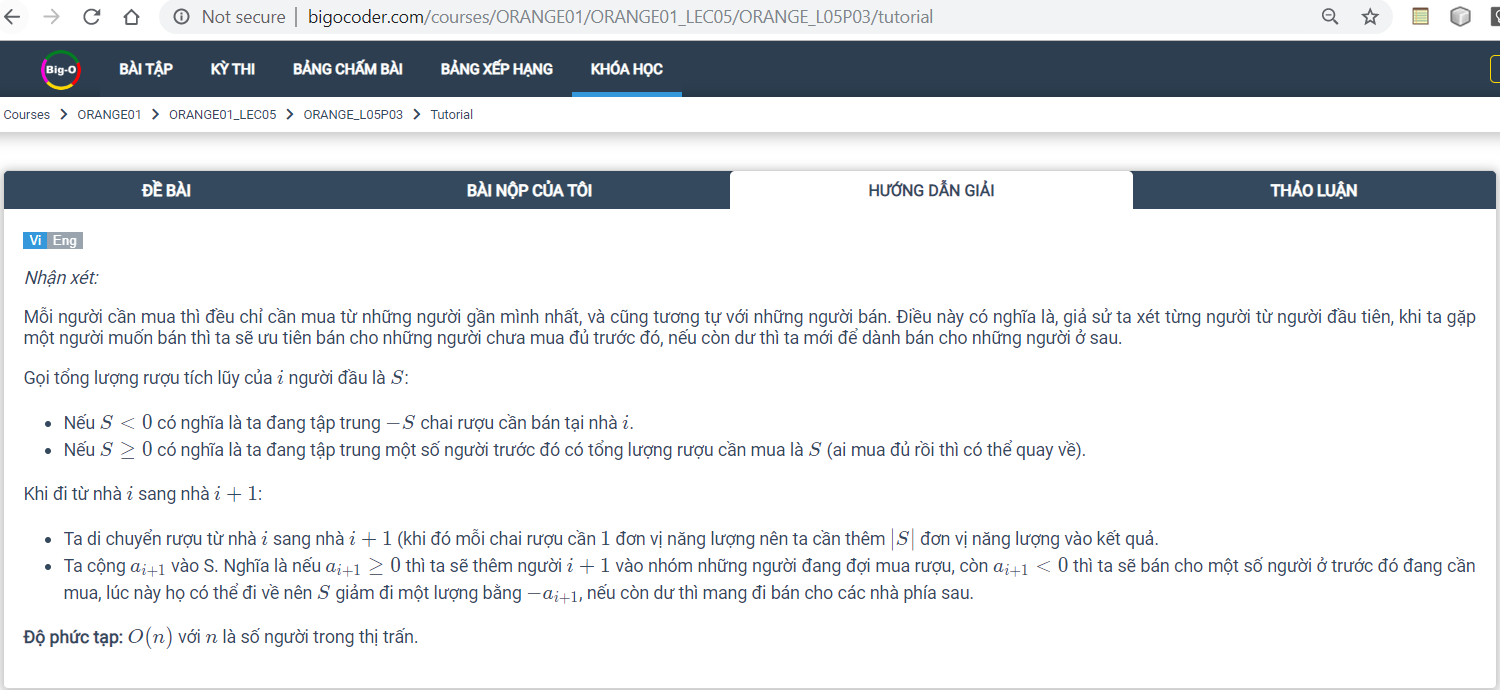 Not secure | bigocoder.com/courses/ORANGE01/ORANGE01_LEC05/ORANGE_L05P03/tutorial
Big-O BÀI TẬP KỲ THI BẢNG CHẤM BÀI BẢNG XẾP HẠNG KHÓA HỌC
Courses > ORANGE01 > ORANGE01_LEC05 > ORANGE_L05P03 > Tutorial
ĐỀ BÀI BÀI NỘP CỦA TÔI HƯỚNG DẪN GIẢI THẢO LUẬN
Vi Eng
Nhận xét:
Mỗi người cần mua thì đều chỉ cần mua từ những người gần mình nhất, và cũng tương tự với những người bán. Điều này có nghĩa là, giả sử ta xét từng người từ người đầu tiên, khi ta gặp
một người muốn bán thì ta sẽ ưu tiên bán cho những người chưa mua đủ trước đó, nếu còn dư thì ta mới để dành bán cho những người ở sau.
Gọi tổng lượng rượu tích lũy của i người đầu là S:
• Nếu S < 0 có nghĩa là ta đang tập trung −S chai rượu cần bán tại nhà i.
• Nếu S ≥ 0 có nghĩa là ta đang tập trung một số người trước đó có tổng lượng rượu cần mua là S (ai mua đủ rồi thì có thể quay về).
Khi đi từ nhà i sang nhà i + 1:
• Ta di chuyển rượu từ nhà i sang nhà i + 1 (khi đó mỗi chai rượu cần 1 đơn vị năng lượng nên ta cần thêm |S| đơn vị năng lượng vào kết quả.
• Ta cộng a_{i+1} vào S. Nghĩa là nếu a_{i+1} ≥ 0 thì ta sẽ thêm người i + 1 vào nhóm những người đang đợi mua rượu, còn a_{i+1} < 0 thì ta sẽ bán cho một số người ở trước đó đang cần
mua, lúc này họ có thể đi về nên S giảm đi một lượng bằng −a_{i+1}, nếu còn dư thì mang đi bán cho các nhà phía sau.
Độ phức tạp: O(n) với n là số người trong thị trấn.